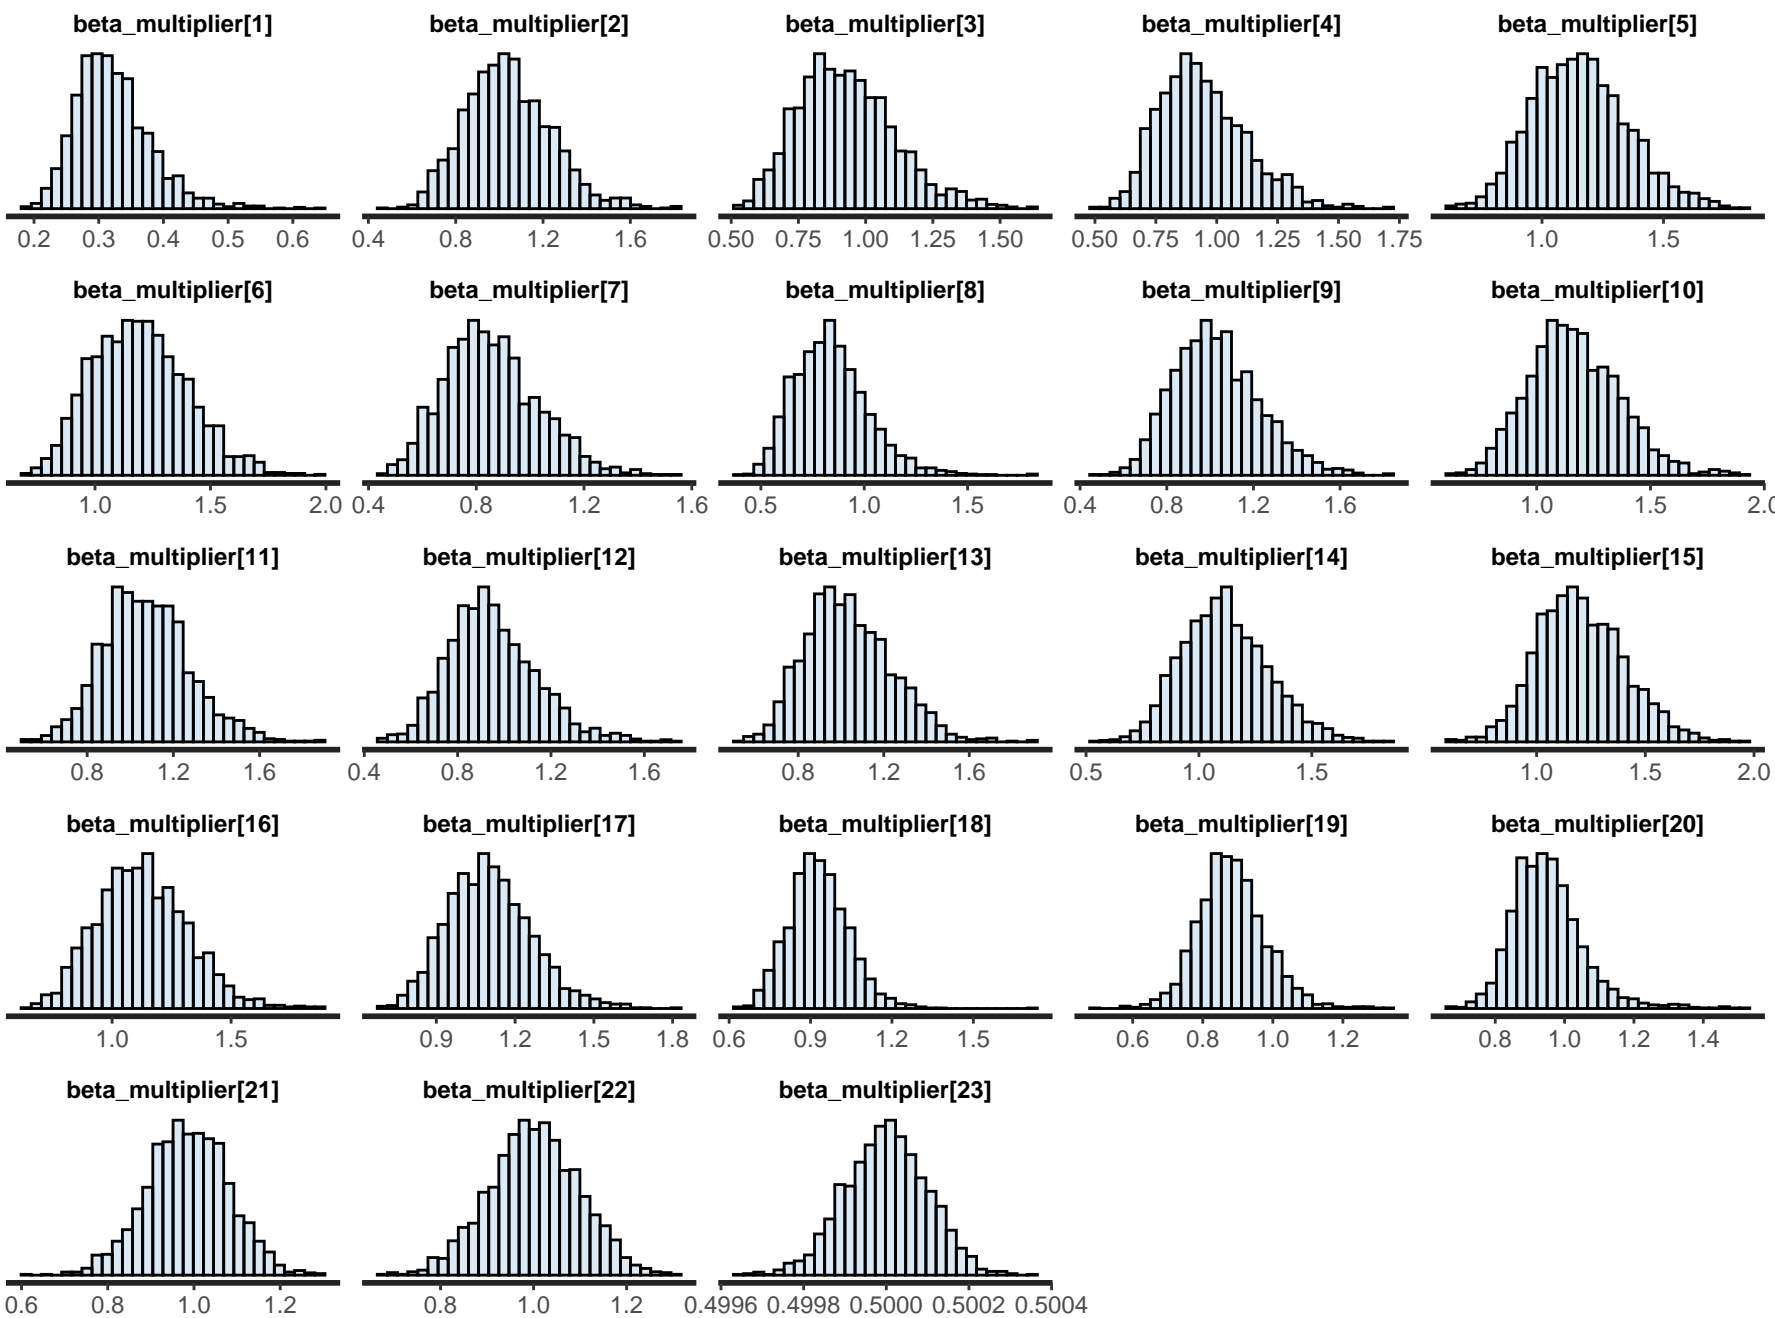 beta_multiplier[1] beta_multiplier[2] beta_multiplier[3] beta_multiplier[4] beta_multiplier[5]
0.2 0.3 0.4 0.5 0.6 0.4 0.8 1.2 1.6 0.50 0.75 1.00 1.25 1.50 0.50 0.75 1.00 1.25 1.50 1.75 1.0 1.5
beta_multiplier[6] beta_multiplier[7] beta_multiplier[8] beta_multiplier[9] beta_multiplier[10]
1.0 1.5 2.0 0.4 0.8 1.2 1.6 0.5 1.0 1.5 0.4 0.8 1.2 1.6 1.0 1.5 2.0
beta_multiplier[11] beta_multiplier[12] beta_multiplier[13] beta_multiplier[14] beta_multiplier[15]
0.8 1.2 1.6 0.4 0.8 1.2 1.6 0.8 1.2 1.6 0.5 1.0 1.5 1.0 1.5 2.0
beta_multiplier[16] beta_multiplier[17] beta_multiplier[18] beta_multiplier[19] beta_multiplier[20]
1.0 1.5 0.9 1.2 1.5 1.8 0.6 0.9 1.2 1.5 0.6 0.8 1.0 1.2 0.8 1.0 1.2 1.4
beta_multiplier[21] beta_multiplier[22] beta_multiplier[23]
0.6 0.8 1.0 1.2 0.8 1.0 1.2 0.4996 0.4998 0.5000 0.5002 0.5004